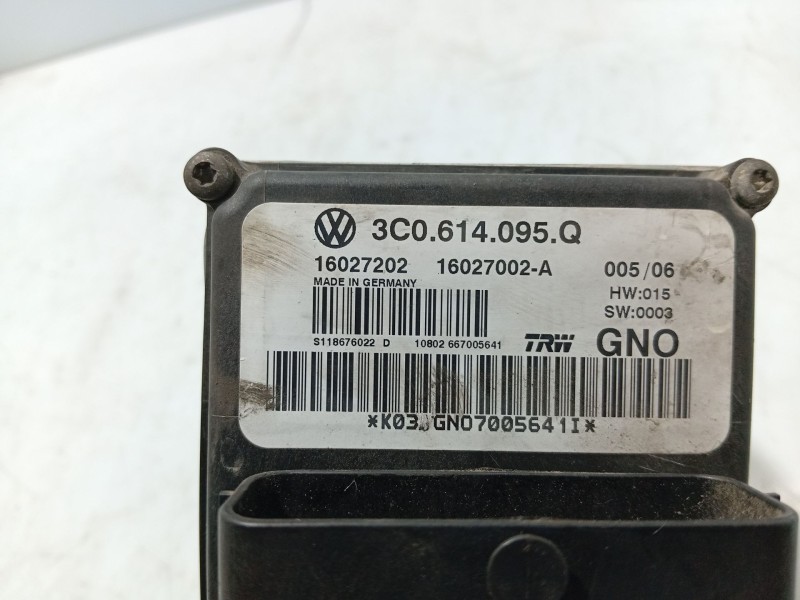 3C0.614.095.Q
16027202 16027002-A 005/06
MADE IN GERMANY
HW:015
SW:0003
S118676022 D 10802 667005641 TRW GNO
GNO7005641I*